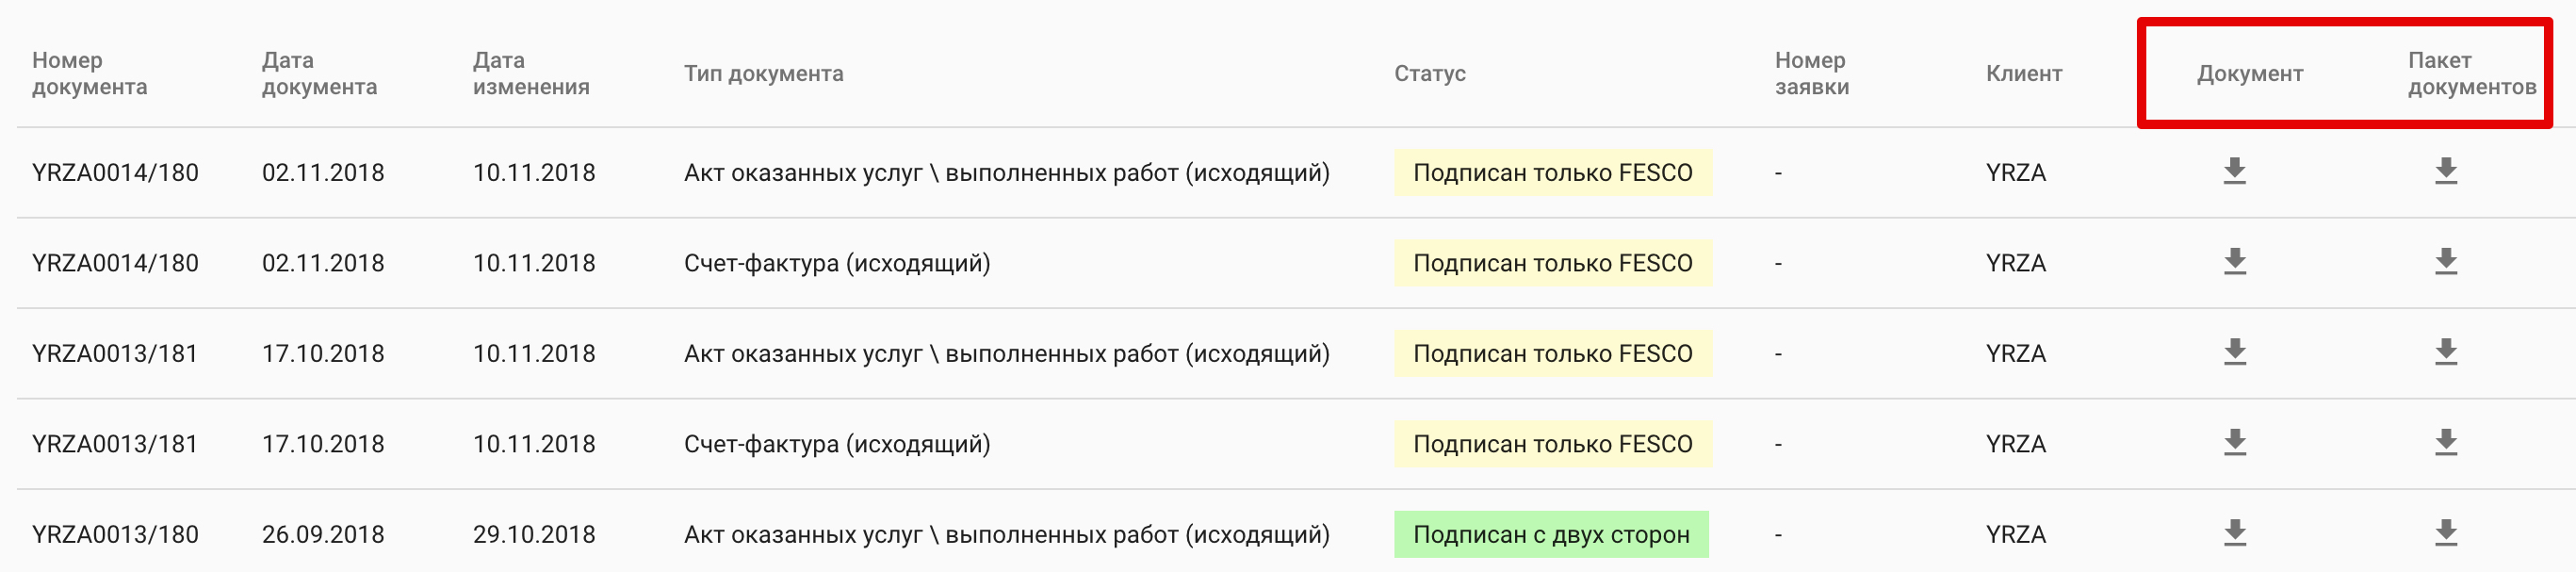 Номер документа	Дата документа	Дата изменения	Тип документа	Статус	Номер заявки	Клиент	Документ	Пакет документов
YRZA0014/180	02.11.2018	10.11.2018	Акт оказанных услуг \ выполненных работ (исходящий)	Подписан только FESCO	-	YRZA
YRZA0014/180	02.11.2018	10.11.2018	Счет-фактура (исходящий)	Подписан только FESCO	-	YRZA
YRZA0013/181	17.10.2018	10.11.2018	Акт оказанных услуг \ выполненных работ (исходящий)	Подписан только FESCO	-	YRZA
YRZA0013/181	17.10.2018	10.11.2018	Счет-фактура (исходящий)	Подписан только FESCO	-	YRZA
YRZA0013/180	26.09.2018	29.10.2018	Акт оказанных услуг \ выполненных работ (исходящий)	Подписан с двух сторон	-	YRZA